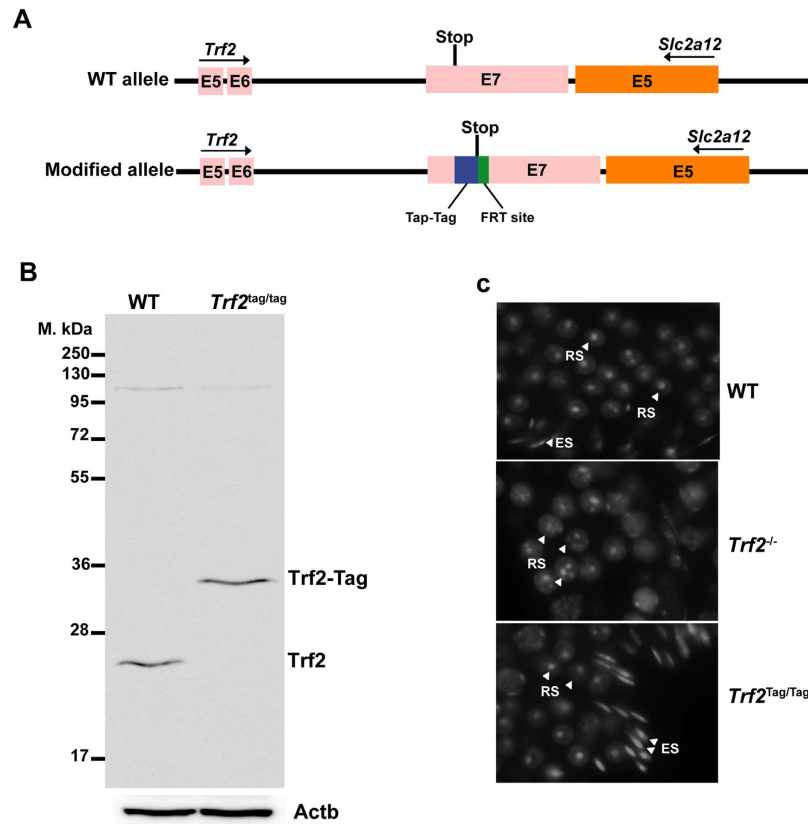 A
Trf2
Stop
Slc2a12
WT allele
E5 E6
E7
E5
Trf2
Stop
Slc2a12
Modified allele
E5 E6
E7
E5
Tap-Tag
FRT site
B
WT Trf2tag/tag
M. kDa
250
130
95
72
55
36
Trf2-Tag
28
Trf2
17
Actb
c
RS
RS
ES
WT
RS
Trf2-/-
RS
ES
Trf2Tag/Tag